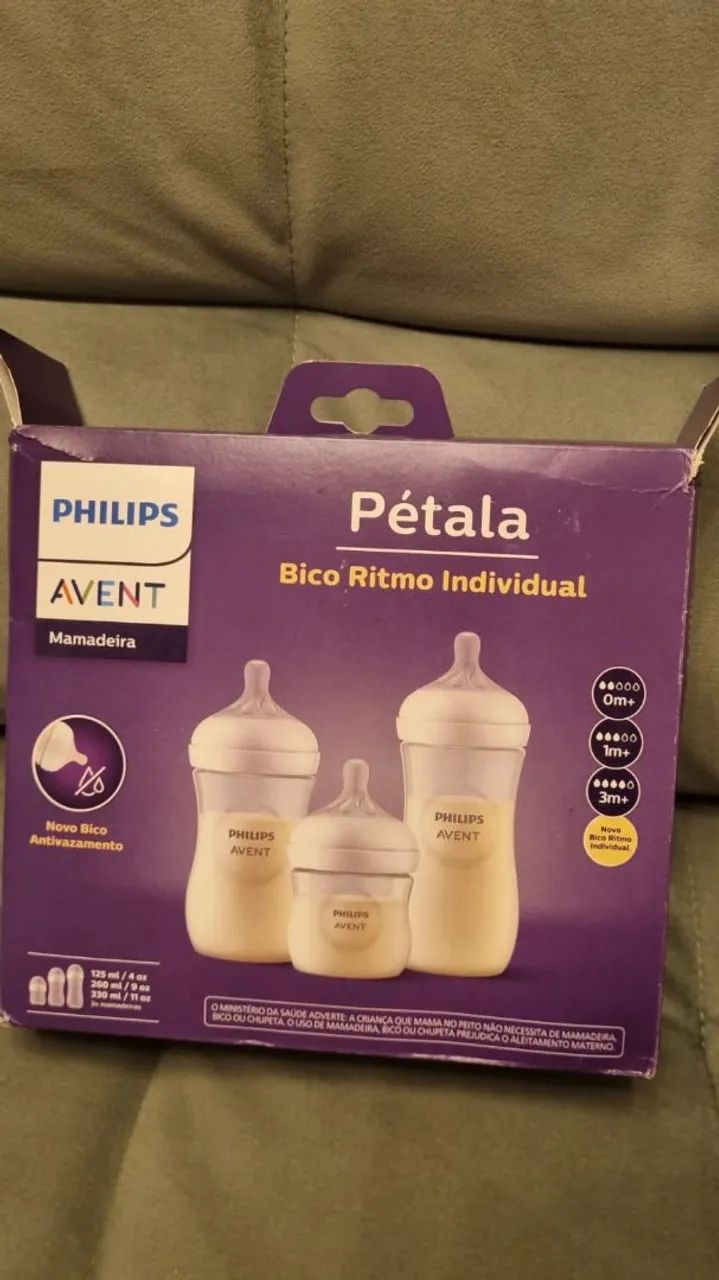 PHILIPS
AVENT
Mamadeira
Pétala
Bico Ritmo Individual
0m+
1m+
3m+
Novo
Bico Ritmo
Individual
Novo Bico
Antivazamento
PHILIPS
AVENT
PHILIPS
AVENT
PHILIPS
AVENT
125 ml / 4 oz
260 ml / 9 oz
330 ml / 11 oz
3x mamadeiras
O MINISTÉRIO DA SAÚDE ADVERTE: A CRIANÇA QUE MAMA NO PEITO NÃO NECESSITA DE MAMADEIRA,
BICO OU CHUPETA. O USO DE MAMADEIRA, BICO OU CHUPETA PREJUDICA O ALEITAMENTO MATERNO.